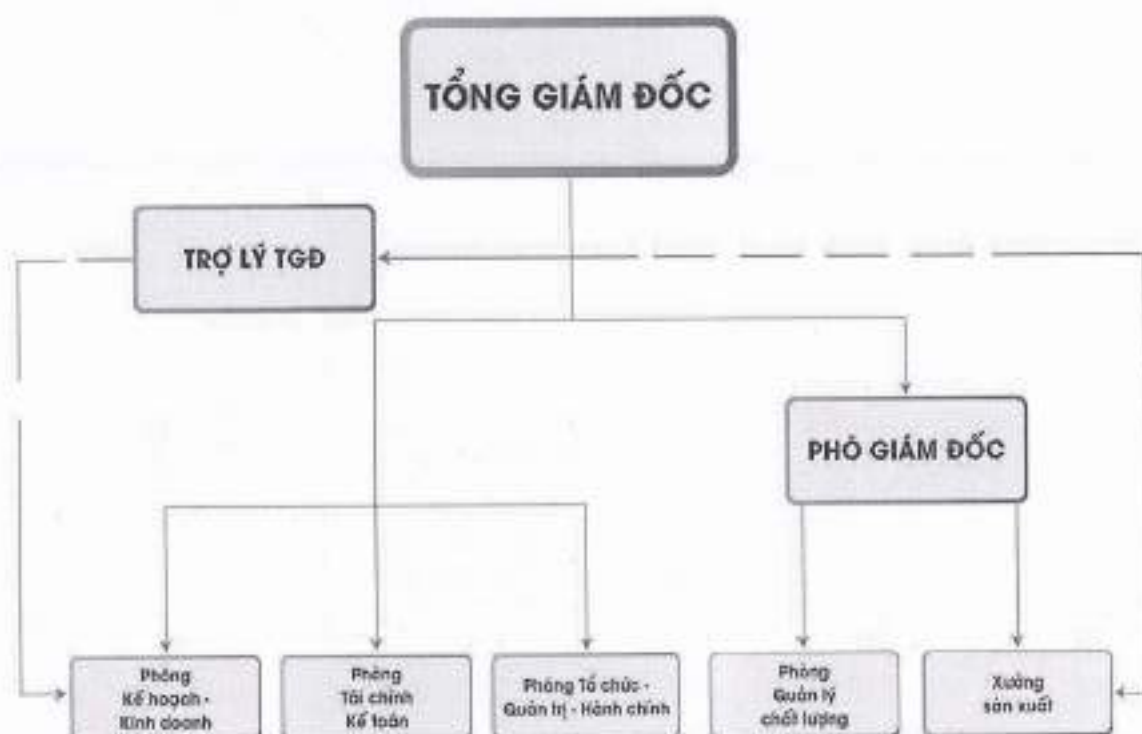 TỔNG GIÁM ĐỐC
TRỢ LÝ TGĐ
PHÓ GIÁM ĐỐC
Phòng
Kế hoạch -
Kinh doanh
Phòng
Tài chính
Kế toán
Phòng Tổ chức -
Quản trị - Hành chính
Phòng
Quản lý
chất lượng
Xưởng
sản xuất